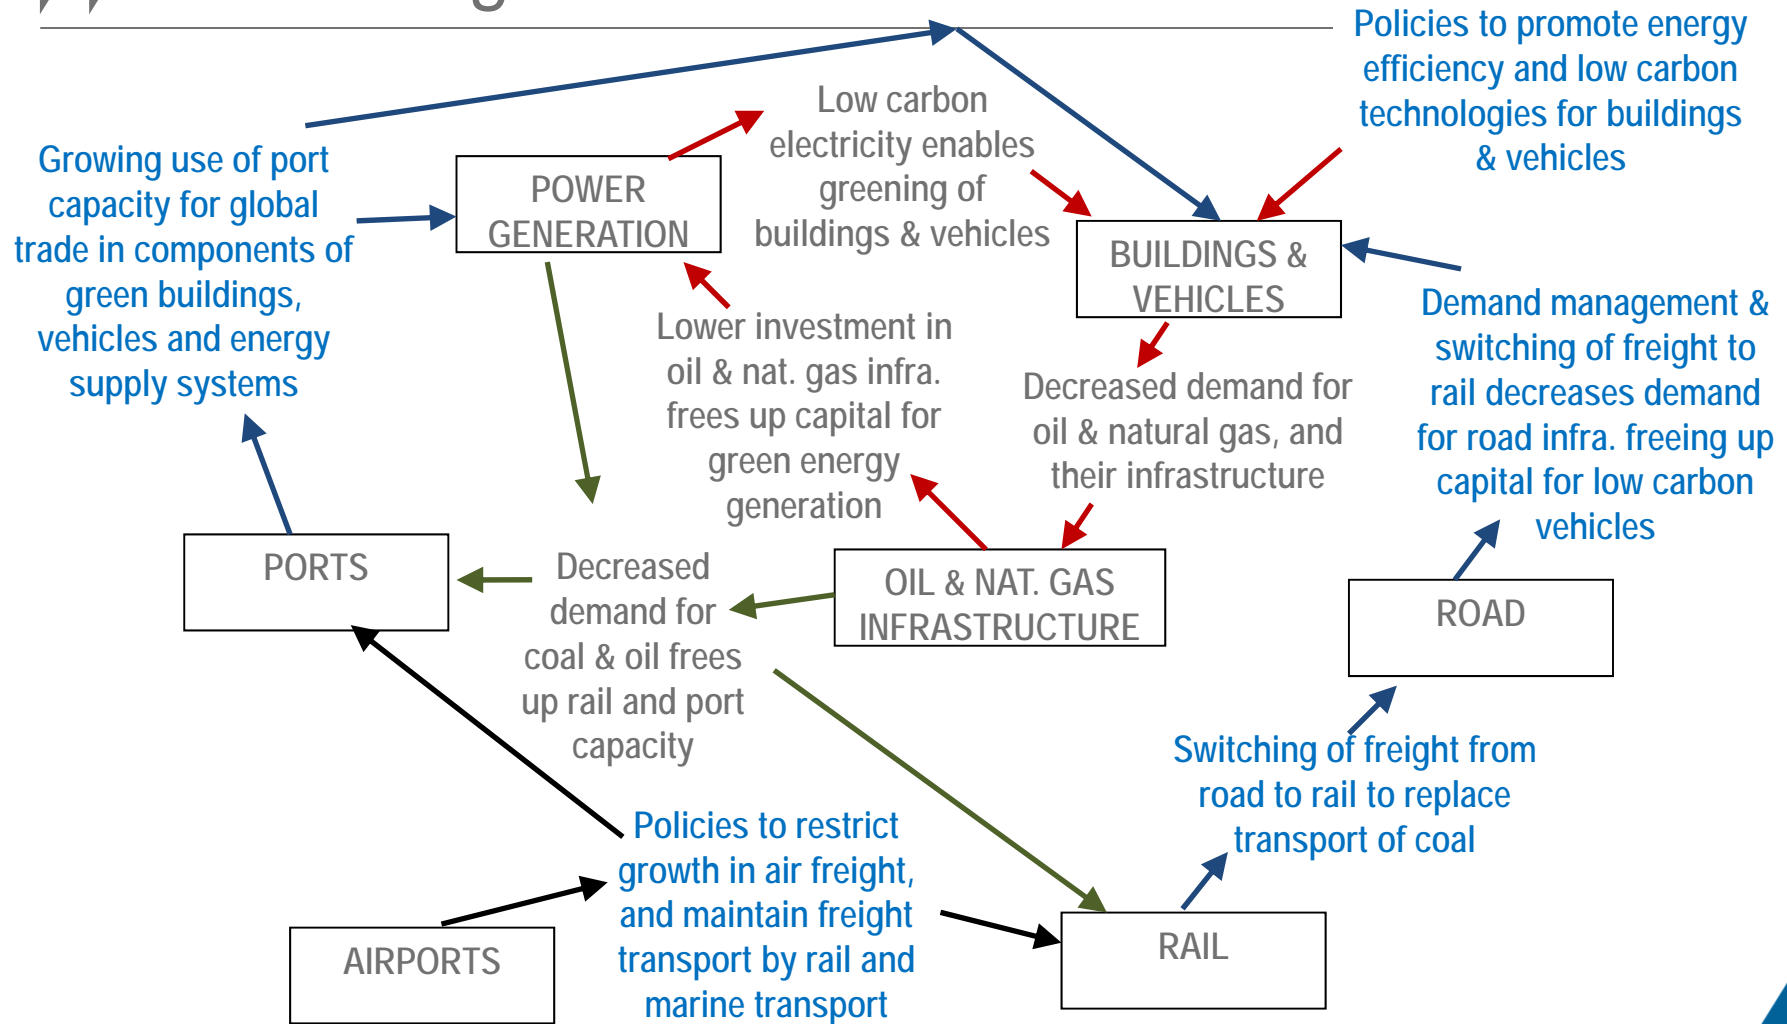 Policies to promote energy
efficiency and low carbon
technologies for buildings
& vehicles
Low carbon
electricity enables
greening of
buildings & vehicles
Growing use of port
capacity for global
trade in components of
green buildings,
vehicles and energy
supply systems
POWER
GENERATION
BUILDINGS &
VEHICLES
Lower investment in
oil & nat. gas infra.
frees up capital for
green energy
generation
Decreased demand for
oil & natural gas, and
their infrastructure
Demand management &
switching of freight to
rail decreases demand
for road infra. freeing up
capital for low carbon
vehicles
PORTS
Decreased
demand for
coal & oil frees
up rail and port
capacity
OIL & NAT. GAS
INFRASTRUCTURE
ROAD
Switching of freight from
road to rail to replace
transport of coal
Policies to restrict
growth in air freight,
and maintain freight
transport by rail and
marine transport
AIRPORTS
RAIL